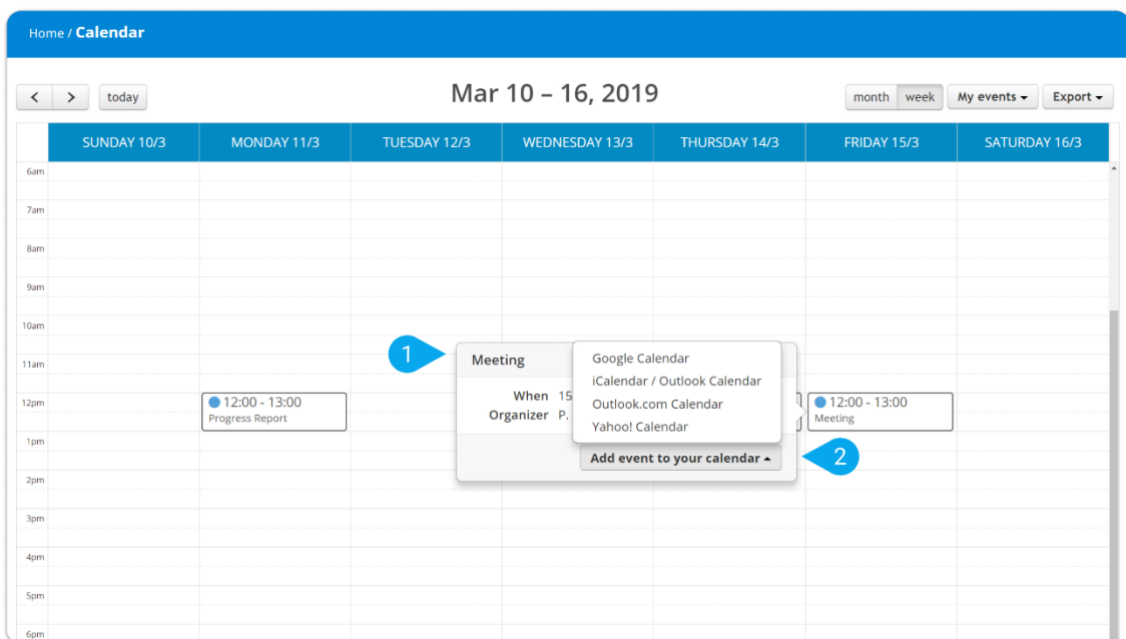 Home / Calendar
today
Mar 10 – 16, 2019
month week My events Export
SUNDAY 10/3 MONDAY 11/3 TUESDAY 12/3 WEDNESDAY 13/3 THURSDAY 14/3 FRIDAY 15/3 SATURDAY 16/3
6am
7am
8am
9am
10am
1
Meeting
Google Calendar
11am
iCalendar / Outlook Calendar
When 15
Outlook.com Calendar
12pm
12:00 - 13:00
12:00 - 13:00
Organizer P.
Progress Report
Meeting
Yahoo! Calendar
1pm
Add event to your calendar
2
2pm
3pm
4pm
5pm
6pm